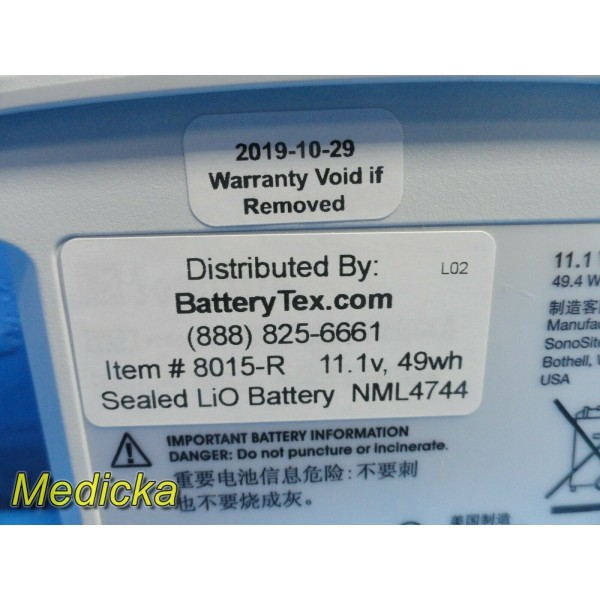 2019-10-29
Warranty Void if
Removed
Distributed By:
L02
BatteryTex.com
(888) 825-6661
Item # 8015-R 11.1v, 49wh
Sealed LiO Battery NML4744
11.1
49.4 W
制造客
Manufa
SonoSit
Bothell,
USA
IMPORTANT BATTERY INFORMATION
DANGER: Do not puncture or incinerate.
重要电池信息危险:不要刺
也不要烧成灰。
美国制造
Medicka